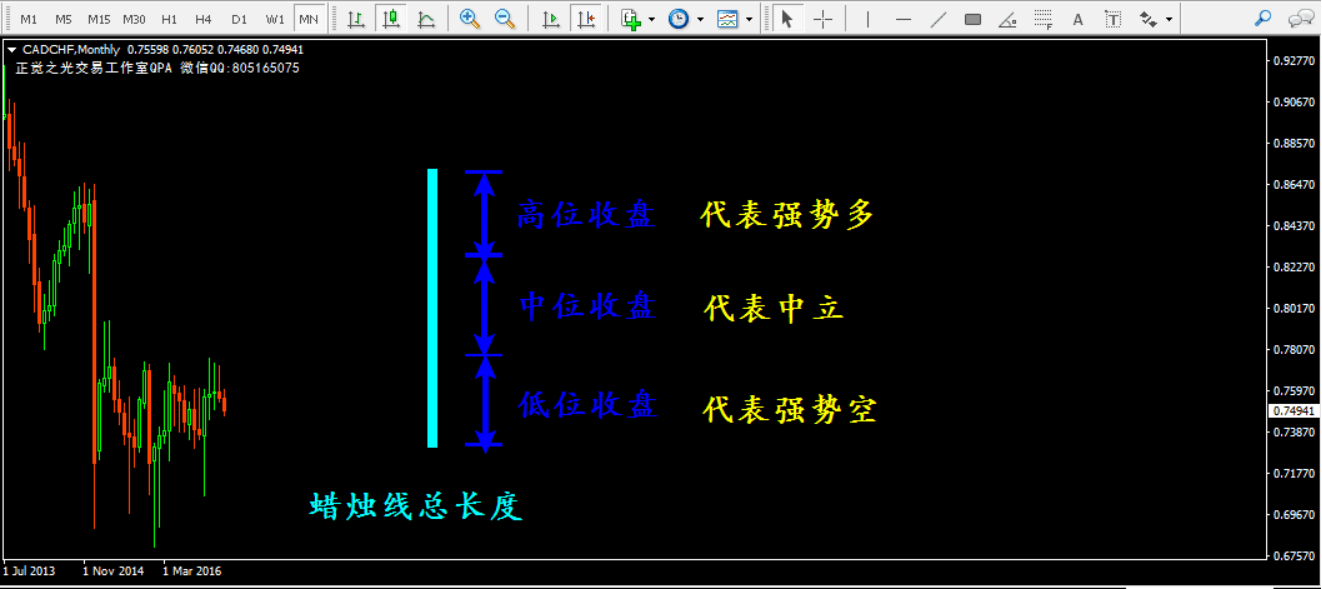 M1 M5 M15 M30 H1 H4 D1 W1 MN F A T
CADCHF,Monthly 0.75598 0.76052 0.74680 0.74941
正觉之光交易工作室QPA 微信QQ:805165075
0.92770
0.90670
0.88570
0.86470
高位收盘 代表强势多
0.84370
0.82270
中位收盘 代表中立
0.80170
0.78070
0.75970
低位收盘 代表强势空
0.74941
0.73870
0.71770
蜡烛线总长度
0.69670
0.67570
1 Jul 2013 1 Nov 2014 1 Mar 2016